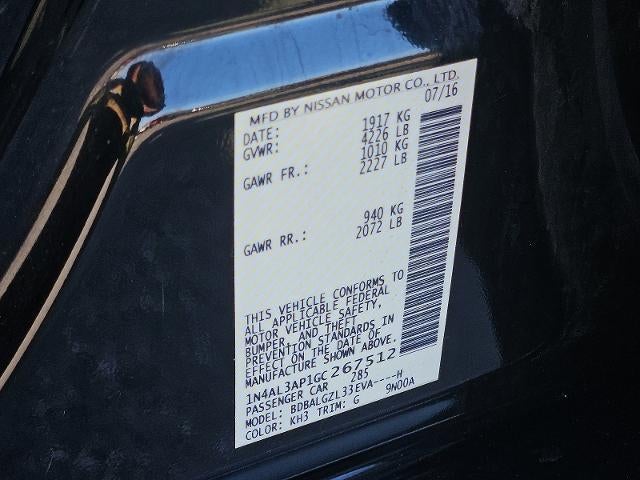 MFD BY NISSAN MOTOR CO., LTD.
DATE: 07/16
GVWR: 1917 KG
4226 LB
GAWR FR.: 1010 KG
2227 LB
GAWR RR.: 940 KG
2072 LB
THIS VEHICLE CONFORMS TO
ALL APPLICABLE FEDERAL
MOTOR VEHICLE SAFETY,
BUMPER, AND THEFT
PREVENTION STANDARDS IN
EFFECT ON THE DATE OF
MANUFACTURE SHOWN ABOVE.
1N4AL3AP1GC267512
PASSENGER CAR 285
MODEL: BDBALGZL33EVA----H
COLOR: KH3 TRIM: G 9N00A